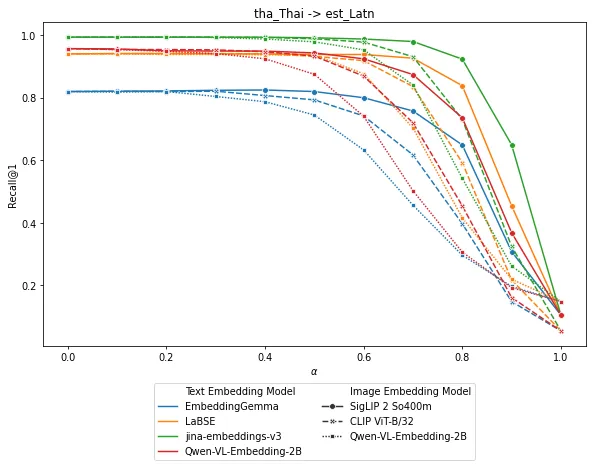 tha_Thai -> est_Latn
1.0
0.8
0.6
0.4
0.2
Recall@1
0.0 0.2 0.4 0.6 0.8 1.0
α
Text Embedding Model
EmbeddingGemma
LaBSE
jina-embeddings-v3
Qwen-VL-Embedding-2B
Image Embedding Model
SigLIP 2 So400m
CLIP ViT-B/32
Qwen-VL-Embedding-2B